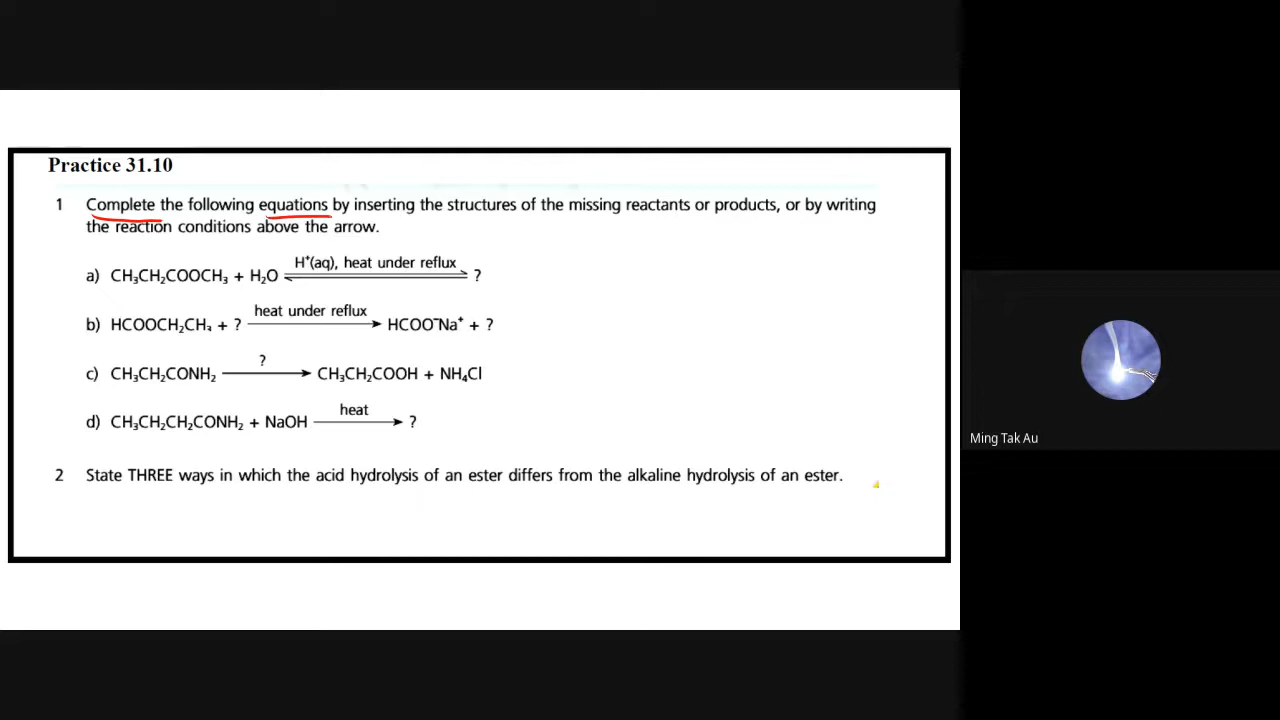 Practice 31.10
1 Complete the following equations by inserting the structures of the missing reactants or products, or by writing
the reaction conditions above the arrow.
H⁺(aq), heat under reflux
a) CH₃CH₂COOCH₃ + H₂O ⇌ ?
heat under reflux
b) HCOOCH₂CH₃ + ? → HCOO⁻Na⁺ + ?
?
c) CH₃CH₂CONH₂ → CH₃CH₂COOH + NH₄Cl
heat
d) CH₃CH₂CH₂CONH₂ + NaOH → ?
2 State THREE ways in which the acid hydrolysis of an ester differs from the alkaline hydrolysis of an ester.
Ming Tak Au